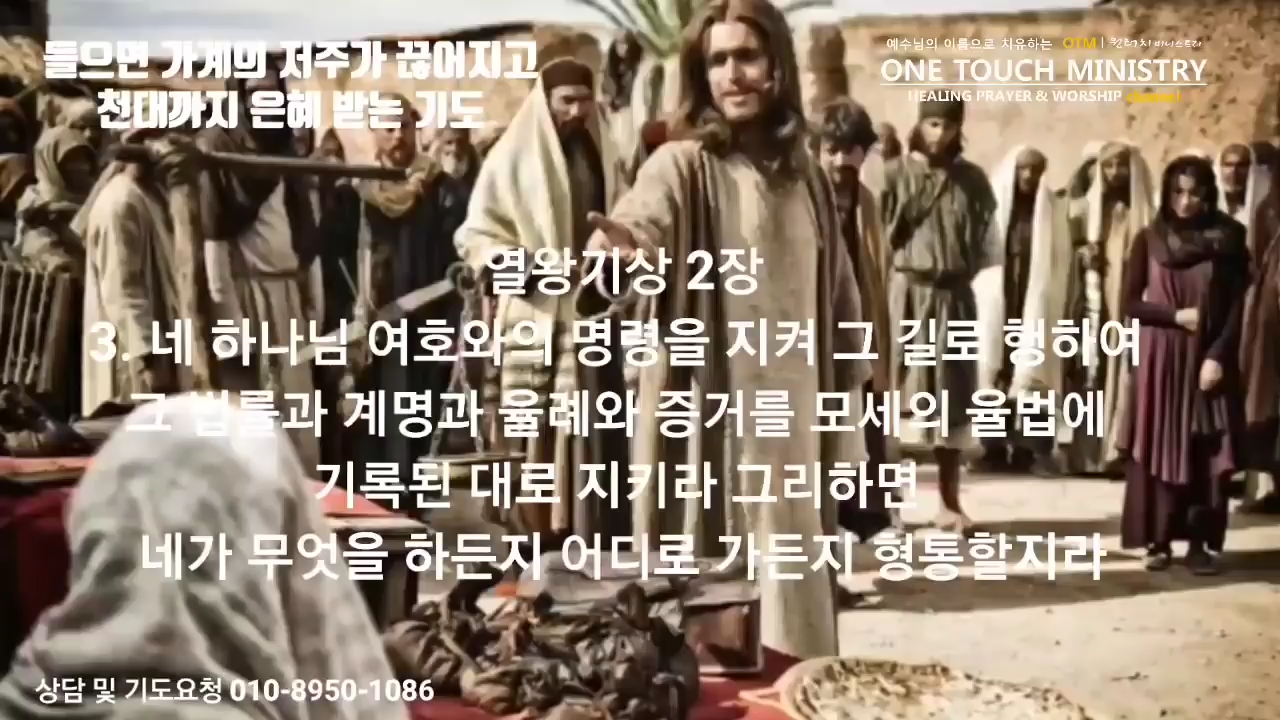 들으면 가계의 저주가 끊어지고
천대까지 은혜 받는 기도
예수님의 이름으로 치유하는 OTM | 원터치 미니스트리
ONE TOUCH MINISTRY
HEALING PRAYER & WORSHIP channel
열왕기상 2장
3. 네 하나님 여호와의 명령을 지켜 그 길로 행하여
그 법률과 계명과 율례와 증거를 모세의 율법에
기록된 대로 지키라 그리하면
네가 무엇을 하든지 어디로 가든지 형통할지라
상담 및 기도요청 010-8950-1086